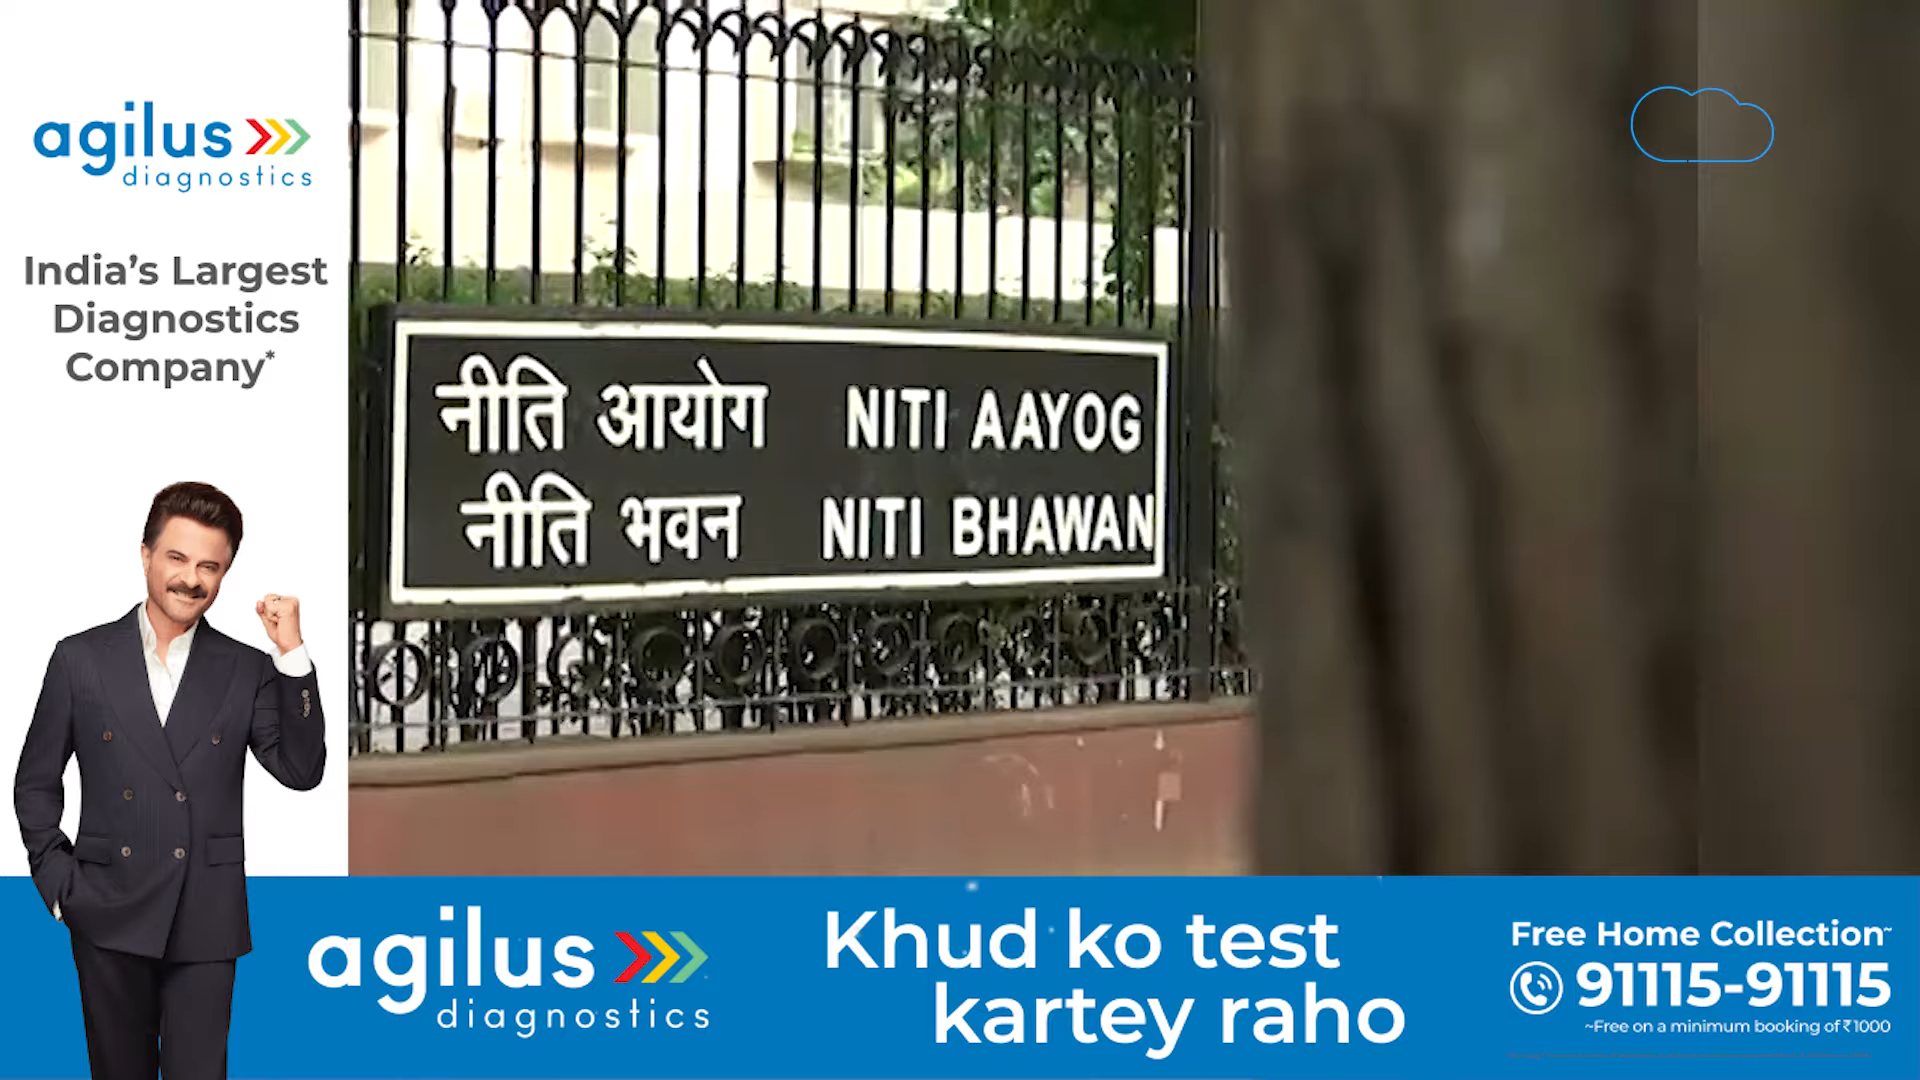 agilus
diagnostics
India's Largest
Diagnostics
Company*
नीति आयोग NITI AAYOG
नीति भवन NITI BHAWAN
agilus
diagnostics
Khud ko test
kartey raho
Free Home Collection~
91115-91115
~Free on a minimum booking of ₹1000